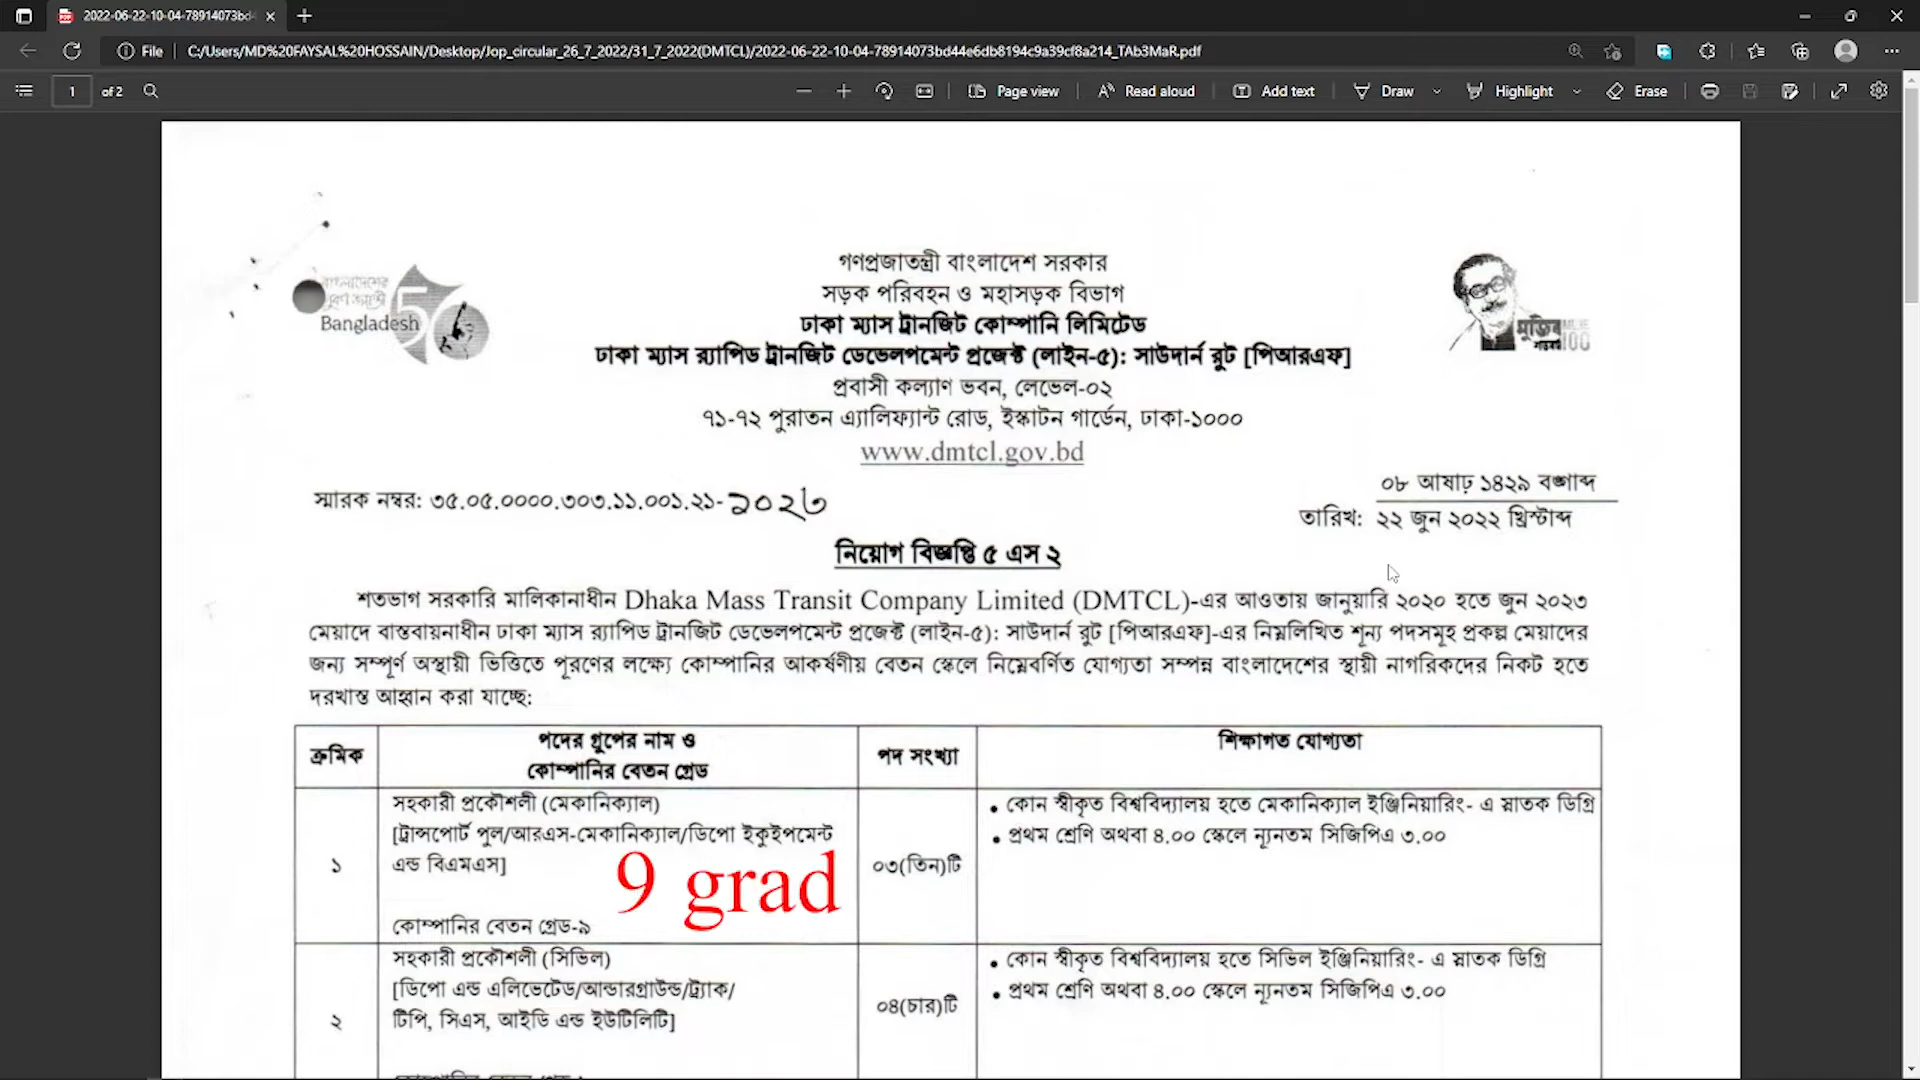 2022-06-22-10-04-78914073bd4
File
C:/Users/MD%20FAYSAL%20HOSSAIN/Desktop/Jop_circular_26_7_2022/31_7_2022(DMTCL)/2022-06-22-10-04-78914073bd44e6db8194c9a39cf8a214_TAb3MaR.pdf
1 of 2
Page view
Read aloud
Add text
Draw
Highlight
Erase
গণপ্রজাতন্ত্রী বাংলাদেশ সরকার
সড়ক পরিবহন ও মহাসড়ক বিভাগ
ঢাকা ম্যাস ট্রানজিট কোম্পানি লিমিটেড
ঢাকা ম্যাস র‍্যাপিড ট্রানজিট ডেভেলপমেন্ট প্রজেক্ট (লাইন-৫): সাউদার্ন রুট [পিআরএফ]
প্রবাসী কল্যাণ ভবন, লেভেল-০২
৭১-৭২ পুরাতন এ্যালিফ্যান্ট রোড, ইস্কাটন গার্ডেন, ঢাকা-১০০০
www.dmtcl.gov.bd
Bangladesh 50
মুজিব
শতবর্ষ 100
স্মারক নম্বর: ৩৫.০৫.০০০০.৩০৩.১১.০০১.২১-১০২৩
০৮ আষাঢ় ১৪২৯ বঙ্গাব্দ
তারিখ: ২২ জুন ২০২২ খ্রিস্টাব্দ
নিয়োগ বিজ্ঞপ্তি ৫ এস ২
শতভাগ সরকারি মালিকানাধীন Dhaka Mass Transit Company Limited (DMTCL)-এর আওতায় জানুয়ারি ২০২০ হতে জুন ২০২৩
মেয়াদে বাস্তবায়নাধীন ঢাকা ম্যাস র‍্যাপিড ট্রানজিট ডেভেলপমেন্ট প্রজেক্ট (লাইন-৫): সাউদার্ন রুট [পিআরএফ]-এর নিম্নলিখিত শূন্য পদসমূহ প্রকল্প মেয়াদের
জন্য সম্পূর্ণ অস্থায়ী ভিত্তিতে পূরণের লক্ষ্যে কোম্পানির আকর্ষণীয় বেতন স্কেলে নিম্নেবর্ণিত যোগ্যতা সম্পন্ন বাংলাদেশের স্থায়ী নাগরিকদের নিকট হতে
দরখাস্ত আহ্বান করা যাচ্ছে:
ক্রমিক
পদের গ্রুপের নাম ও
কোম্পানির বেতন গ্রেড
পদ সংখ্যা
শিক্ষাগত যোগ্যতা
১
সহকারী প্রকৌশলী (মেকানিক্যাল)
[ট্রান্সপোর্ট পুল/আরএস-মেকানিক্যাল/ডিপো ইকুইপমেন্ট
এন্ড বিএমএস]
9 grad
কোম্পানির বেতন গ্রেড-৯
০৩(তিন)টি
• কোন স্বীকৃত বিশ্ববিদ্যালয় হতে মেকানিক্যাল ইঞ্জিনিয়ারিং- এ স্নাতক ডিগ্রি
• প্রথম শ্রেণি অথবা ৪.০০ স্কেলে ন্যূনতম সিজিপিএ ৩.০০
২
সহকারী প্রকৌশলী (সিভিল)
[ডিপো এন্ড এলিভেটেড/আন্ডারগ্রাউন্ড/ট্র্যাক/
টিপি, সিএস, আইডি এন্ড ইউটিলিটি]
০৪(চার)টি
• কোন স্বীকৃত বিশ্ববিদ্যালয় হতে সিভিল ইঞ্জিনিয়ারিং- এ স্নাতক ডিগ্রি
• প্রথম শ্রেণি অথবা ৪.০০ স্কেলে ন্যূনতম সিজিপিএ ৩.০০